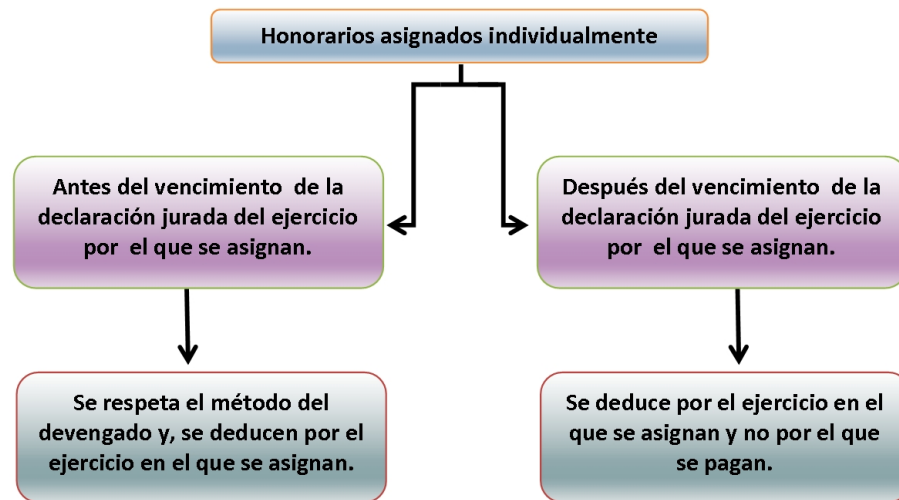 Honorarios asignados individualmente
Antes del vencimiento de la
declaración jurada del ejercicio
por el que se asignan.
Después del vencimiento de la
declaración jurada del ejercicio
por el que se asignan.
Se respeta el método del
devengado y, se deducen por el
ejercicio en el que se asignan.
Se deduce por el ejercicio en el
que se asignan y no por el que
se pagan.